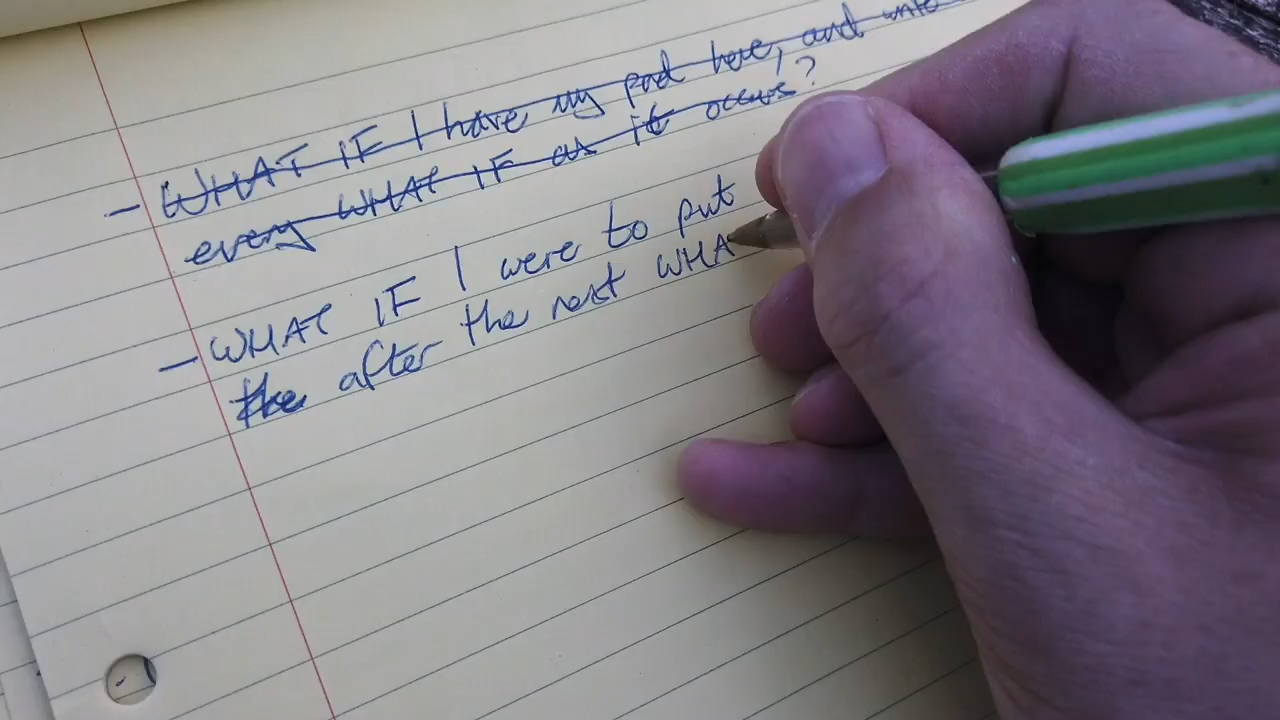 - WHAT IF I have my pad here, and write
every WHAT IF as it occurs?
- WHAT IF I were to put
the after the next WHA